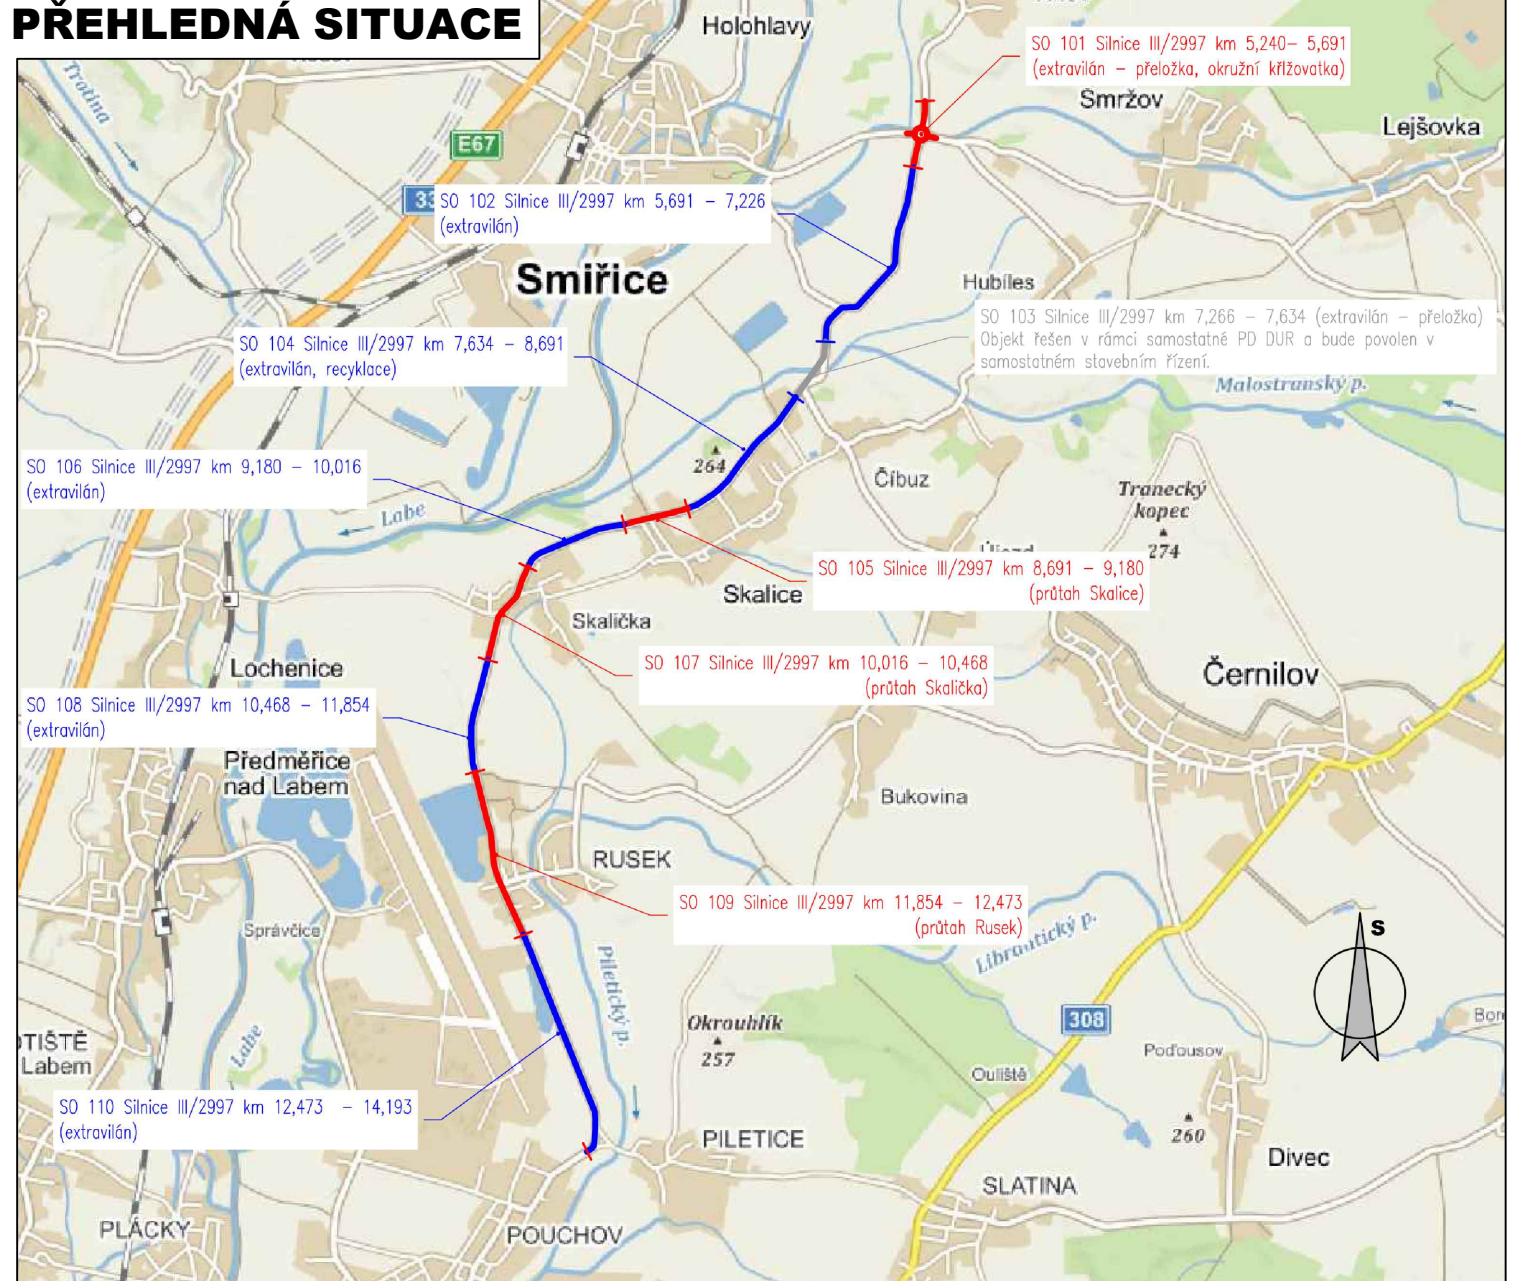 PŘEHLEDNÁ SITUACE
Holohlavy
SO 101 Silnice III/2997 km 5,240– 5,691
(extravilán – přeložka, okružní křižovatka)
Trotina
Smržov
Lejšovka
E67
33
SO 102 Silnice III/2997 km 5,691 – 7,226
(extravilán)
Smiřice
Hubíles
SO 103 Silnice III/2997 km 7,266 – 7,634 (extravilán – přeložka)
Objekt řešen v rámci samostatné PD DUR a bude povolen v
samostatném stavebním řízení.
SO 104 Silnice III/2997 km 7,634 – 8,691
(extravilán, recyklace)
Malostranský p.
SO 106 Silnice III/2997 km 9,180 – 10,016
(extravilán)
264
Číbuz
Tranecký
kopec
274
Labe
Újezd
SO 105 Silnice III/2997 km 8,691 – 9,180
(průtah Skalice)
Skalice
Skalička
Lochenice
SO 107 Silnice III/2997 km 10,016 – 10,468
(průtah Skalička)
Černilov
SO 108 Silnice III/2997 km 10,468 – 11,854
(extravilán)
Předměřice
nad Labem
Bukovina
RUSEK
SO 109 Silnice III/2997 km 11,854 – 12,473
(průtah Rusek)
Správčice
Librantický p.
S
Piletický p.
Okrouhlík
257
308
TIŠTĚ
Labem
Labe
Bor
Poďousov
Ouliště
SO 110 Silnice III/2997 km 12,473 – 14,193
(extravilán)
260
PILETICE
Divec
SLATINA
PLÁCKY
POUCHOV